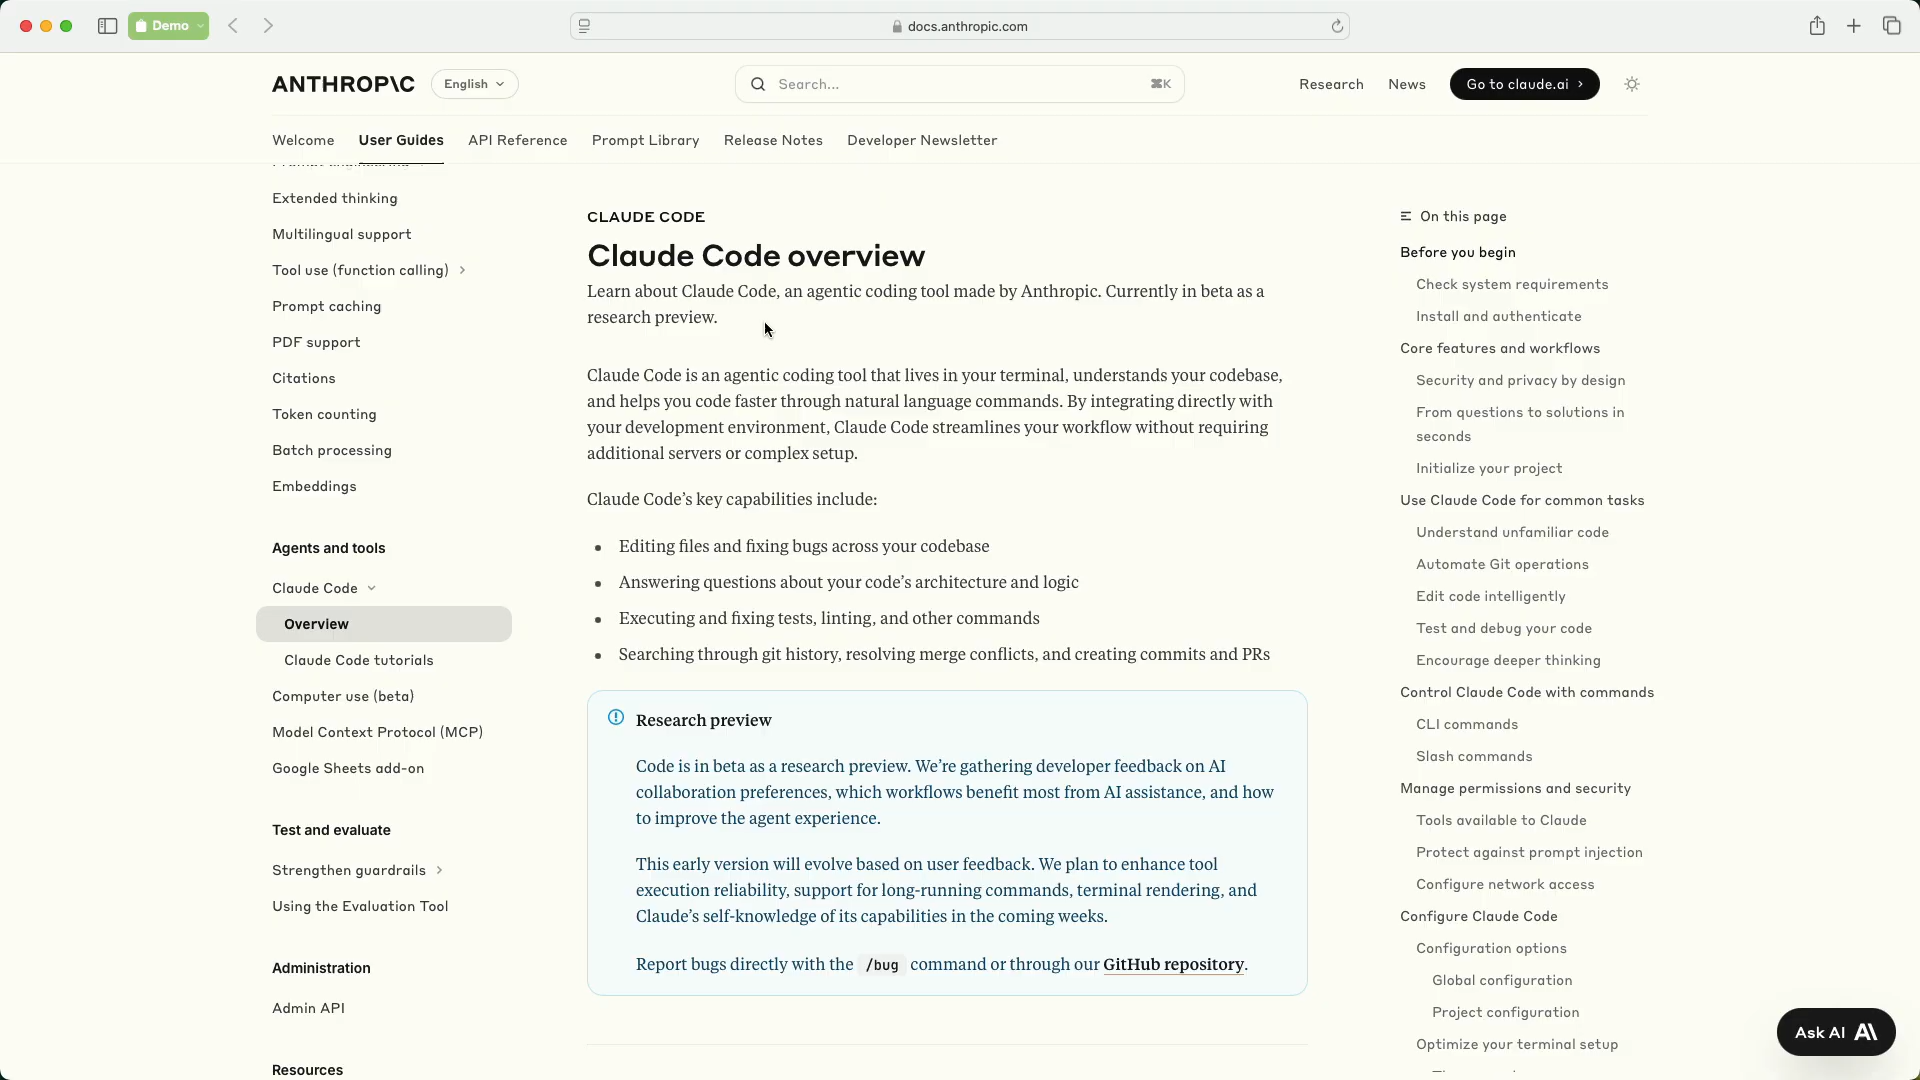 Demo
docs.anthropic.com
ANTHROP\C
English
Search...
⌘K
Research
News
Go to claude.ai
Welcome
User Guides
API Reference
Prompt Library
Release Notes
Developer Newsletter
Extended thinking
Multilingual support
Tool use (function calling)
Prompt caching
PDF support
Citations
Token counting
Batch processing
Embeddings
Agents and tools
Claude Code
Overview
Claude Code tutorials
Computer use (beta)
Model Context Protocol (MCP)
Google Sheets add-on
Test and evaluate
Strengthen guardrails
Using the Evaluation Tool
Administration
Admin API
Resources
CLAUDE CODE
Claude Code overview
Learn about Claude Code, an agentic coding tool made by Anthropic. Currently in beta as a
research preview.
Claude Code is an agentic coding tool that lives in your terminal, understands your codebase,
and helps you code faster through natural language commands. By integrating directly with
your development environment, Claude Code streamlines your workflow without requiring
additional servers or complex setup.
Claude Code’s key capabilities include:
• Editing files and fixing bugs across your codebase
• Answering questions about your code’s architecture and logic
• Executing and fixing tests, linting, and other commands
• Searching through git history, resolving merge conflicts, and creating commits and PRs
Research preview
Code is in beta as a research preview. We’re gathering developer feedback on AI
collaboration preferences, which workflows benefit most from AI assistance, and how
to improve the agent experience.
This early version will evolve based on user feedback. We plan to enhance tool
execution reliability, support for long-running commands, terminal rendering, and
Claude’s self-knowledge of its capabilities in the coming weeks.
Report bugs directly with the /bug command or through our GitHub repository.
On this page
Before you begin
Check system requirements
Install and authenticate
Core features and workflows
Security and privacy by design
From questions to solutions in
seconds
Initialize your project
Use Claude Code for common tasks
Understand unfamiliar code
Automate Git operations
Edit code intelligently
Test and debug your code
Encourage deeper thinking
Control Claude Code with commands
CLI commands
Slash commands
Manage permissions and security
Tools available to Claude
Protect against prompt injection
Configure network access
Configure Claude Code
Configuration options
Global configuration
Project configuration
Optimize your terminal setup
Ask AI